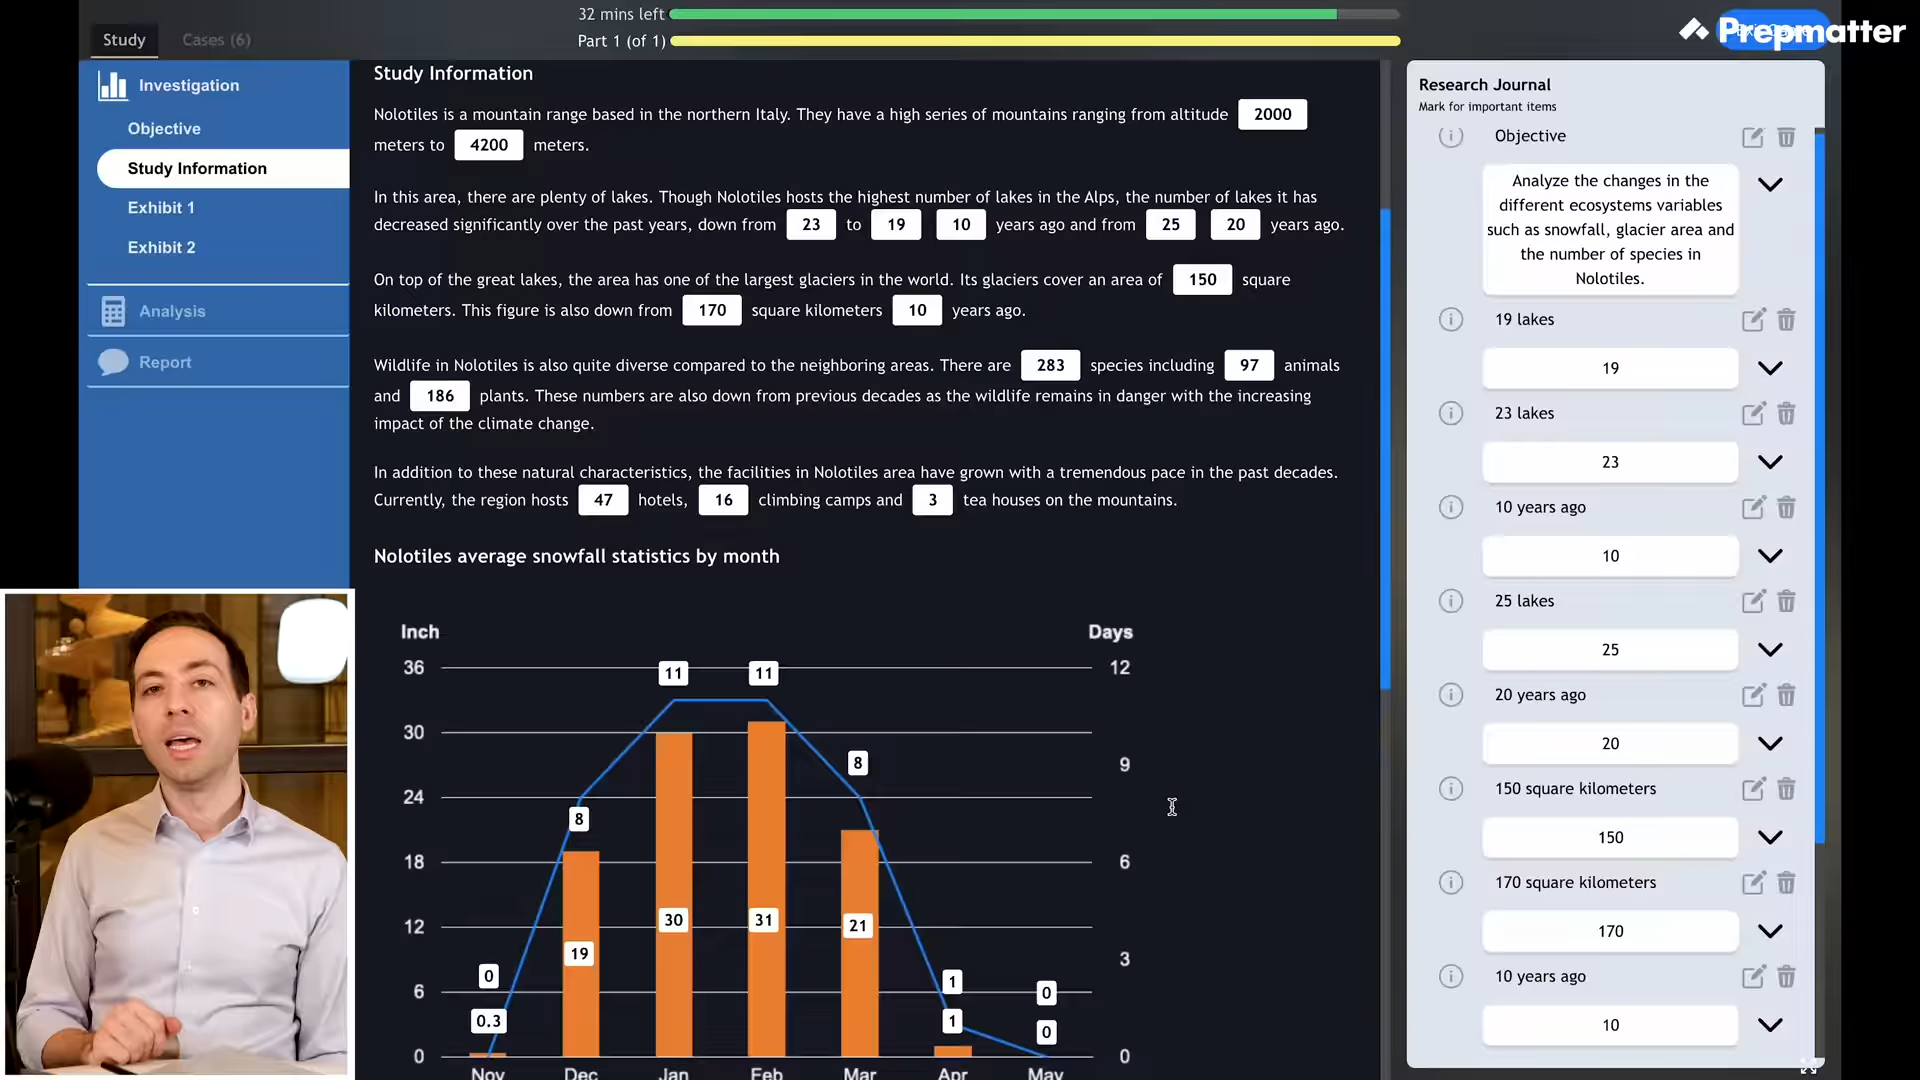 32 mins left
Part 1 (of 1)
Prepmatter
Study
Cases (6)
Investigation
Objective
Study Information
Exhibit 1
Exhibit 2
Analysis
Report
Study Information
Nolotiles is a mountain range based in the northern Italy. They have a high series of mountains ranging from altitude 2000
meters to 4200 meters.
In this area, there are plenty of lakes. Though Nolotiles hosts the highest number of lakes in the Alps, the number of lakes it has
decreased significantly over the past years, down from 23 to 19 10 years ago and from 25 20 years ago.
On top of the great lakes, the area has one of the largest glaciers in the world. Its glaciers cover an area of 150 square
kilometers. This figure is also down from 170 square kilometers 10 years ago.
Wildlife in Nolotiles is also quite diverse compared to the neighboring areas. There are 283 species including 97 animals
and 186 plants. These numbers are also down from previous decades as the wildlife remains in danger with the increasing
impact of the climate change.
In addition to these natural characteristics, the facilities in Nolotiles area have grown with a tremendous pace in the past decades.
Currently, the region hosts 47 hotels, 16 climbing camps and 3 tea houses on the mountains.
Nolotiles average snowfall statistics by month
Inch
Days
36
11
11
12
30
8
9
24
8
18
6
30
31
21
12
19
3
0
1
0
6
0.3
1
0
0
0
Nov
Dec
Jan
Feb
Mar
Apr
May
Research Journal
Mark for important items
Objective
Analyze the changes in the
different ecosystems variables
such as snowfall, glacier area and
the number of species in
Nolotiles.
19 lakes
19
23 lakes
23
10 years ago
10
25 lakes
25
20 years ago
20
150 square kilometers
150
170 square kilometers
170
10 years ago
10